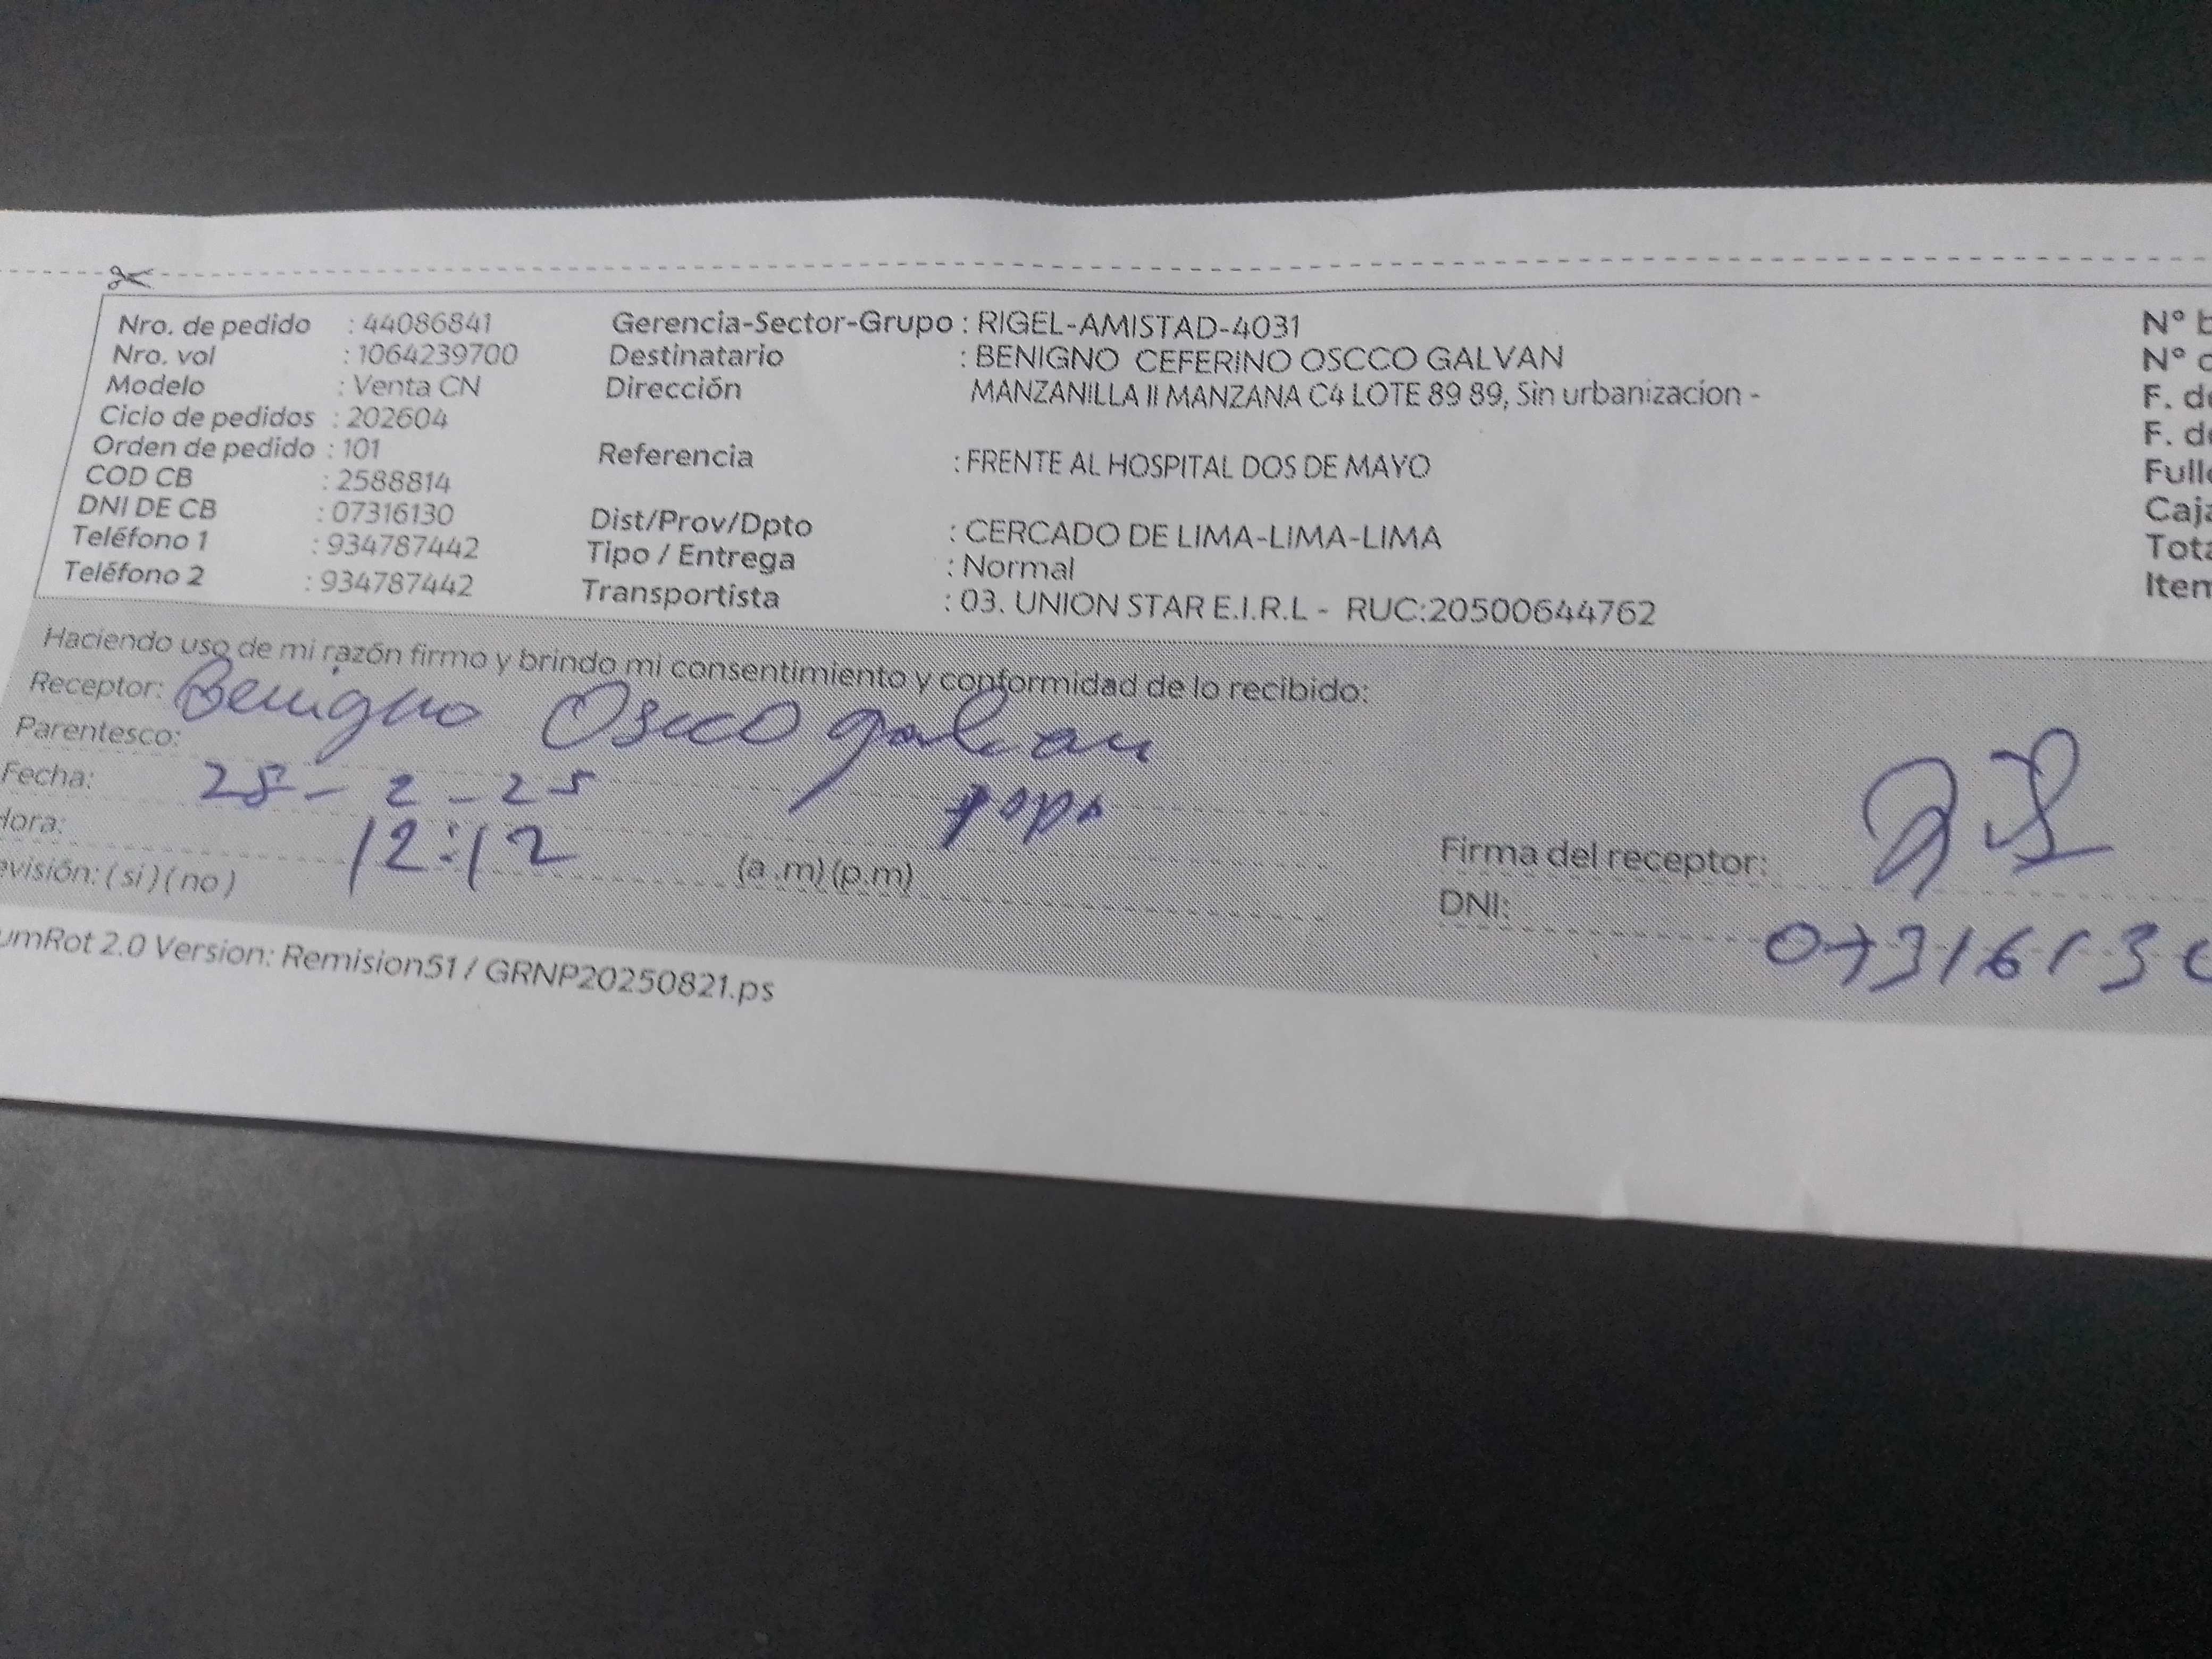 Nro. de pedido : 44086841
Nro. vol : 1064239700
Modelo : Venta CN
Ciclo de pedidos : 202604
Orden de pedido : 101
COD CB : 2588814
DNI DE CB : 07316130
Teléfono 1 : 934787442
Teléfono 2 : 934787442
Gerencia-Sector-Grupo : RIGEL-AMISTAD-4031
Destinatario : BENIGNO CEFERINO OSCCO GALVAN
Dirección MANZANILLA II MANZANA C4 LOTE 89 89, Sin urbanizacion -
Referencia : FRENTE AL HOSPITAL DOS DE MAYO
Dist/Prov/Dpto : CERCADO DE LIMA-LIMA-LIMA
Tipo / Entrega : Normal
Transportista : 03. UNION STAR E.I.R.L - RUC:20500644762
N°
N°
F.
F.
Haciendo uso de mi razón firmo y brindo mi consentimiento y conformidad de lo recibido:
Receptor: Benigno Oscco galvan
Parentesco:
Fecha: 28-2-25
Hora: 12:12 (a.m) (p.m)
evisión: ( si ) ( no )
Firma del receptor:
DNI: 0731613
umRot 2.0 Version: Remision51 / GRNP20250821.ps